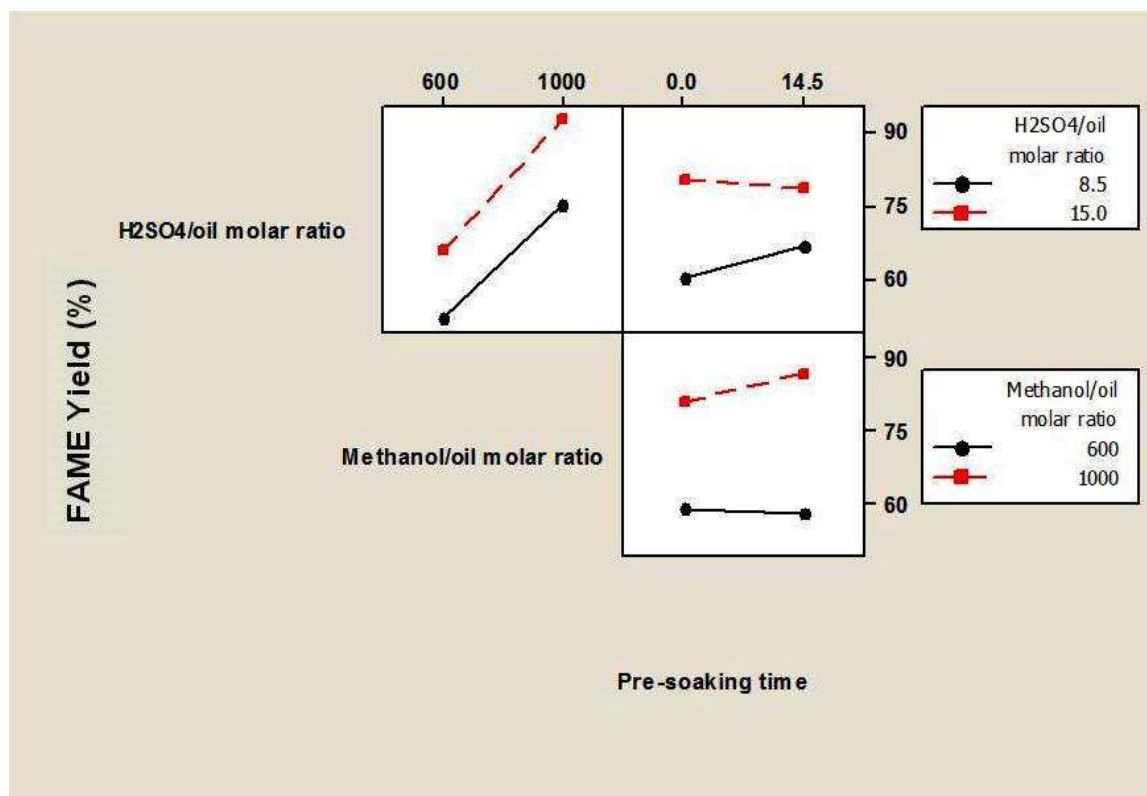 600 1000 0.0 14.5
90
75
60
H2SO4/oil
molar ratio
8.5
15.0
H2SO4/oil molar ratio
FAME Yield (%)
90
75
60
Methanol/oil
molar ratio
600
1000
Methanol/oil molar ratio
Pre-soaking time